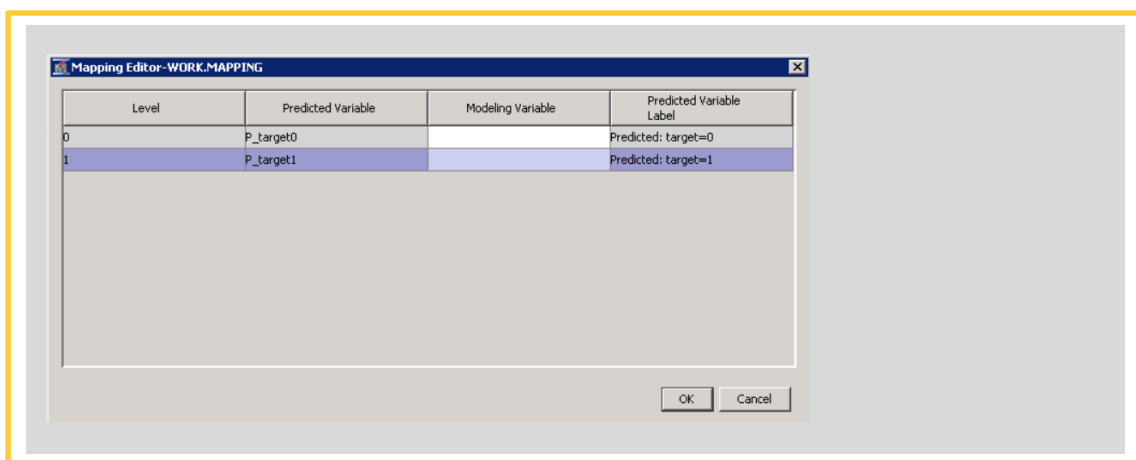 Mapping Editor-WORK.MAPPING
Level Predicted Variable Modeling Variable Predicted Variable Label
0 P_target0 Predicted: target=0
1 P_target1 Predicted: target=1
OK Cancel